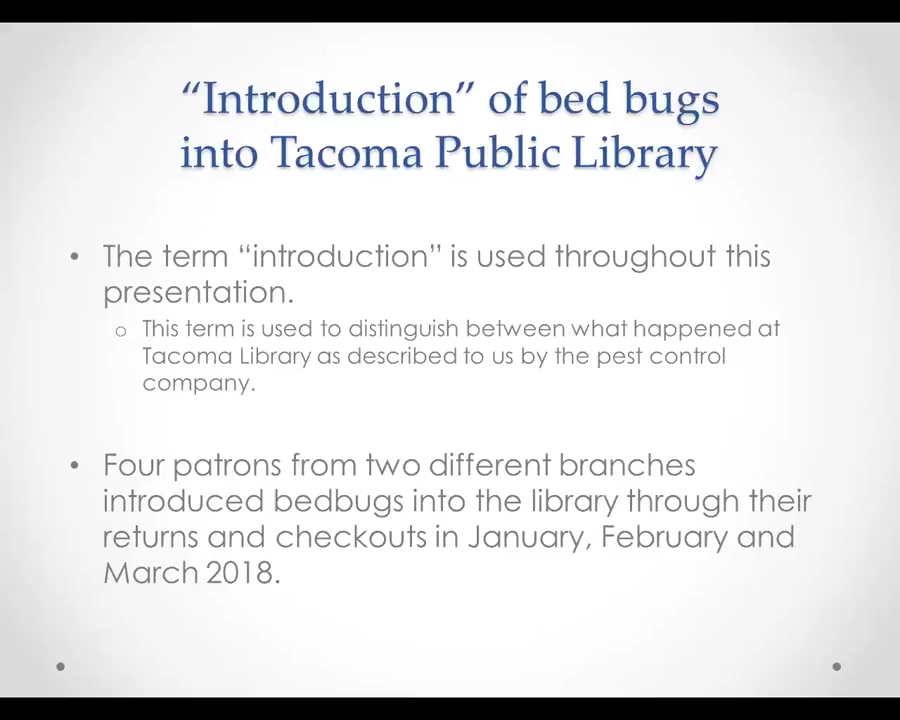 “Introduction” of bed bugs
into Tacoma Public Library
• The term “introduction” is used throughout this
presentation.
o This term is used to distinguish between what happened at
Tacoma Library as described to us by the pest control
company.
• Four patrons from two different branches
introduced bedbugs into the library through their
returns and checkouts in January, February and
March 2018.